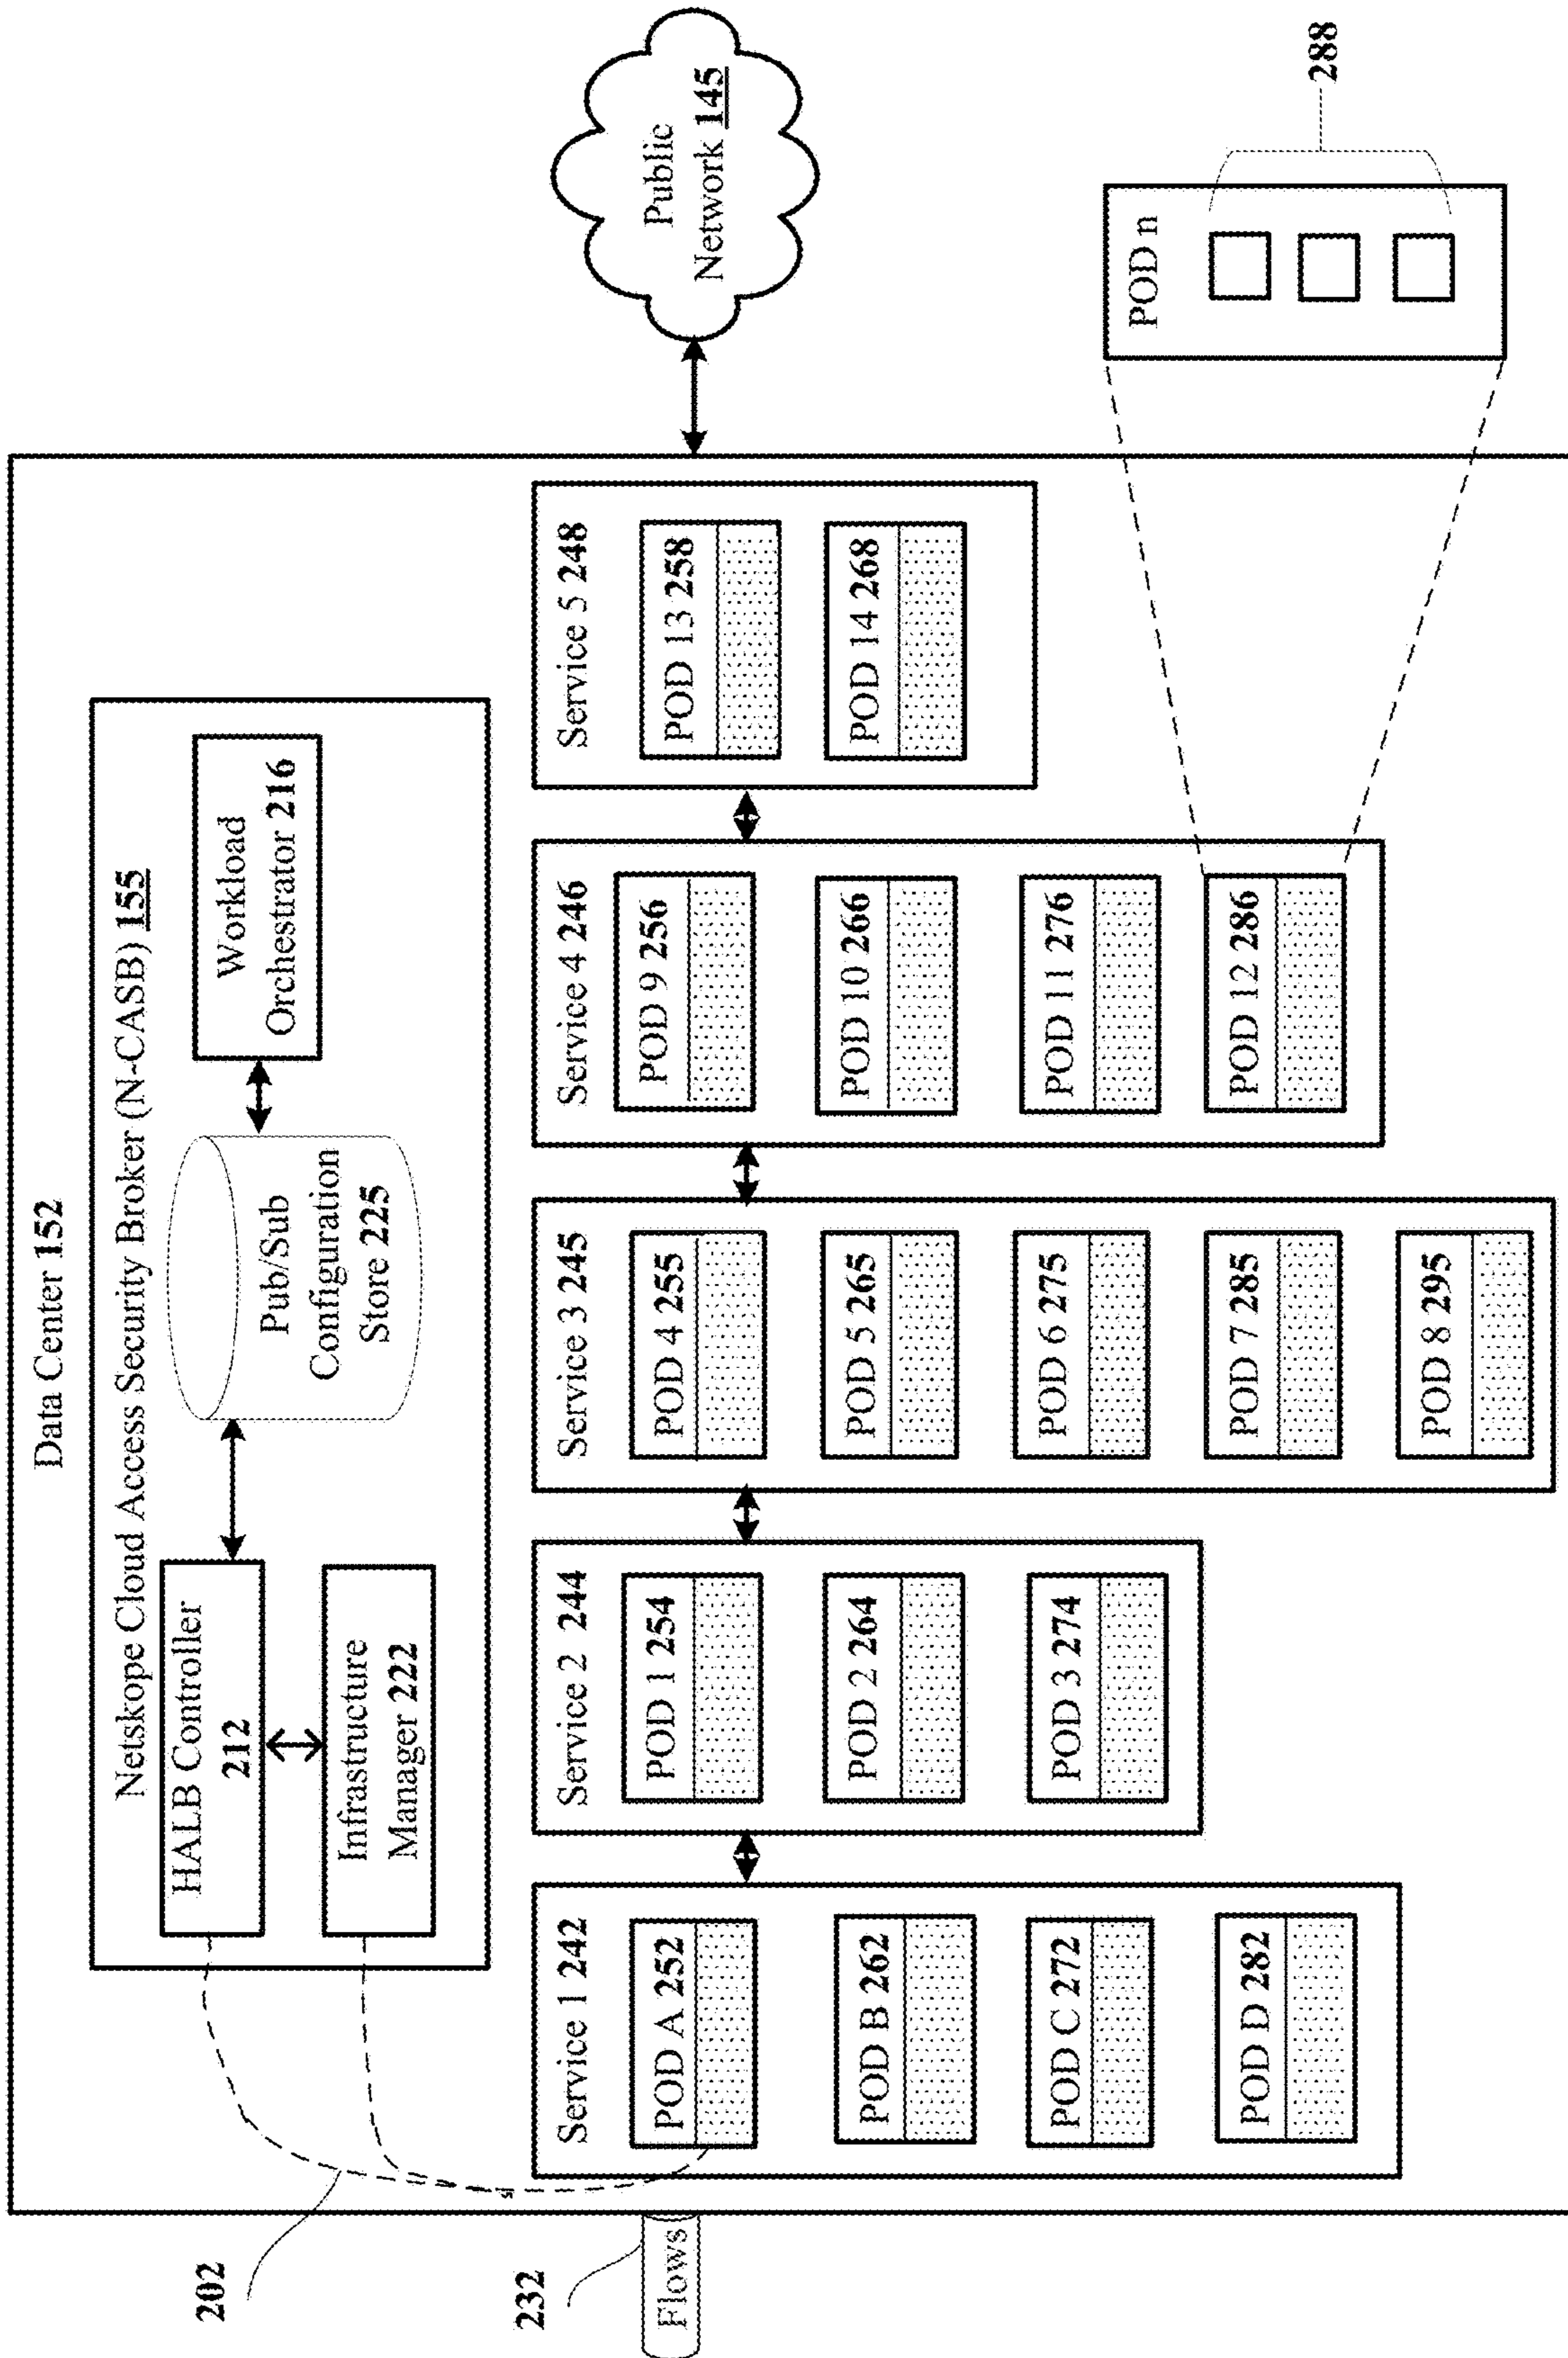 Data Center 152
Netskope Cloud Access Security Broker (N-CASB) 155
HALB Controller
212
Infrastructure
Manager 222
Pub/Sub
Configuration
Store 225
Workload
Orchestrator 216
202
232
Flows
Service 1 242
POD A 252
POD B 262
POD C 272
POD D 282
Service 2 244
POD 1 254
POD 2 264
POD 3 274
Service 3 245
POD 4 255
POD 5 265
POD 6 275
POD 7 285
POD 8 295
Service 4 246
POD 9 256
POD 10 266
POD 11 276
POD 12 286
Service 5 248
POD 13 258
POD 14 268
Public
Network 145
POD n
288